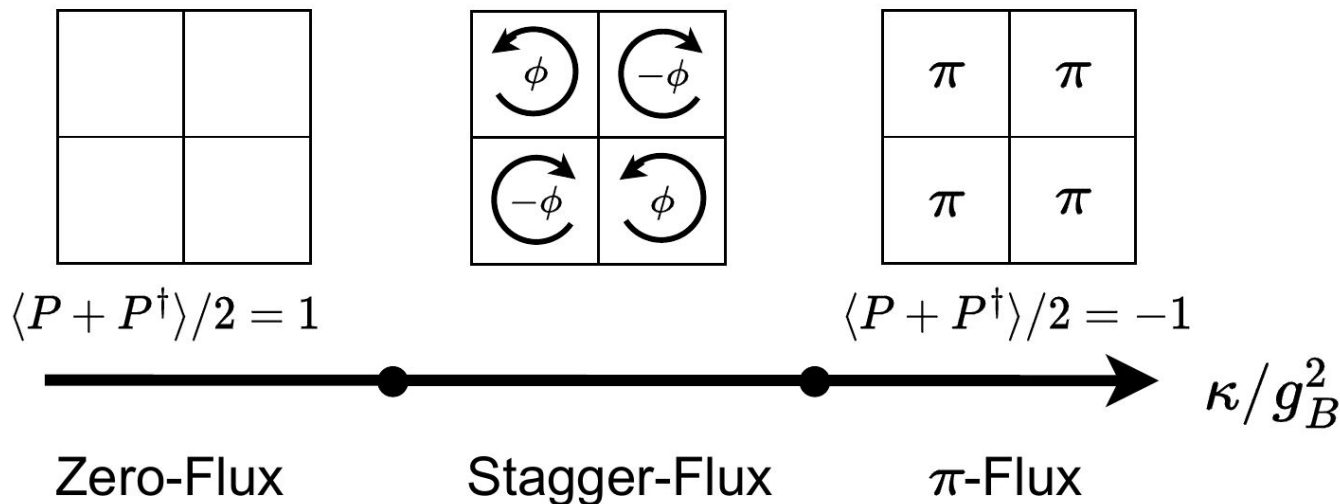 ϕ −ϕ π π
−ϕ ϕ π π
⟨P + P†⟩/2 = 1 ⟨P + P†⟩/2 = −1
κ/g_B^2
Zero-Flux Stagger-Flux π-Flux